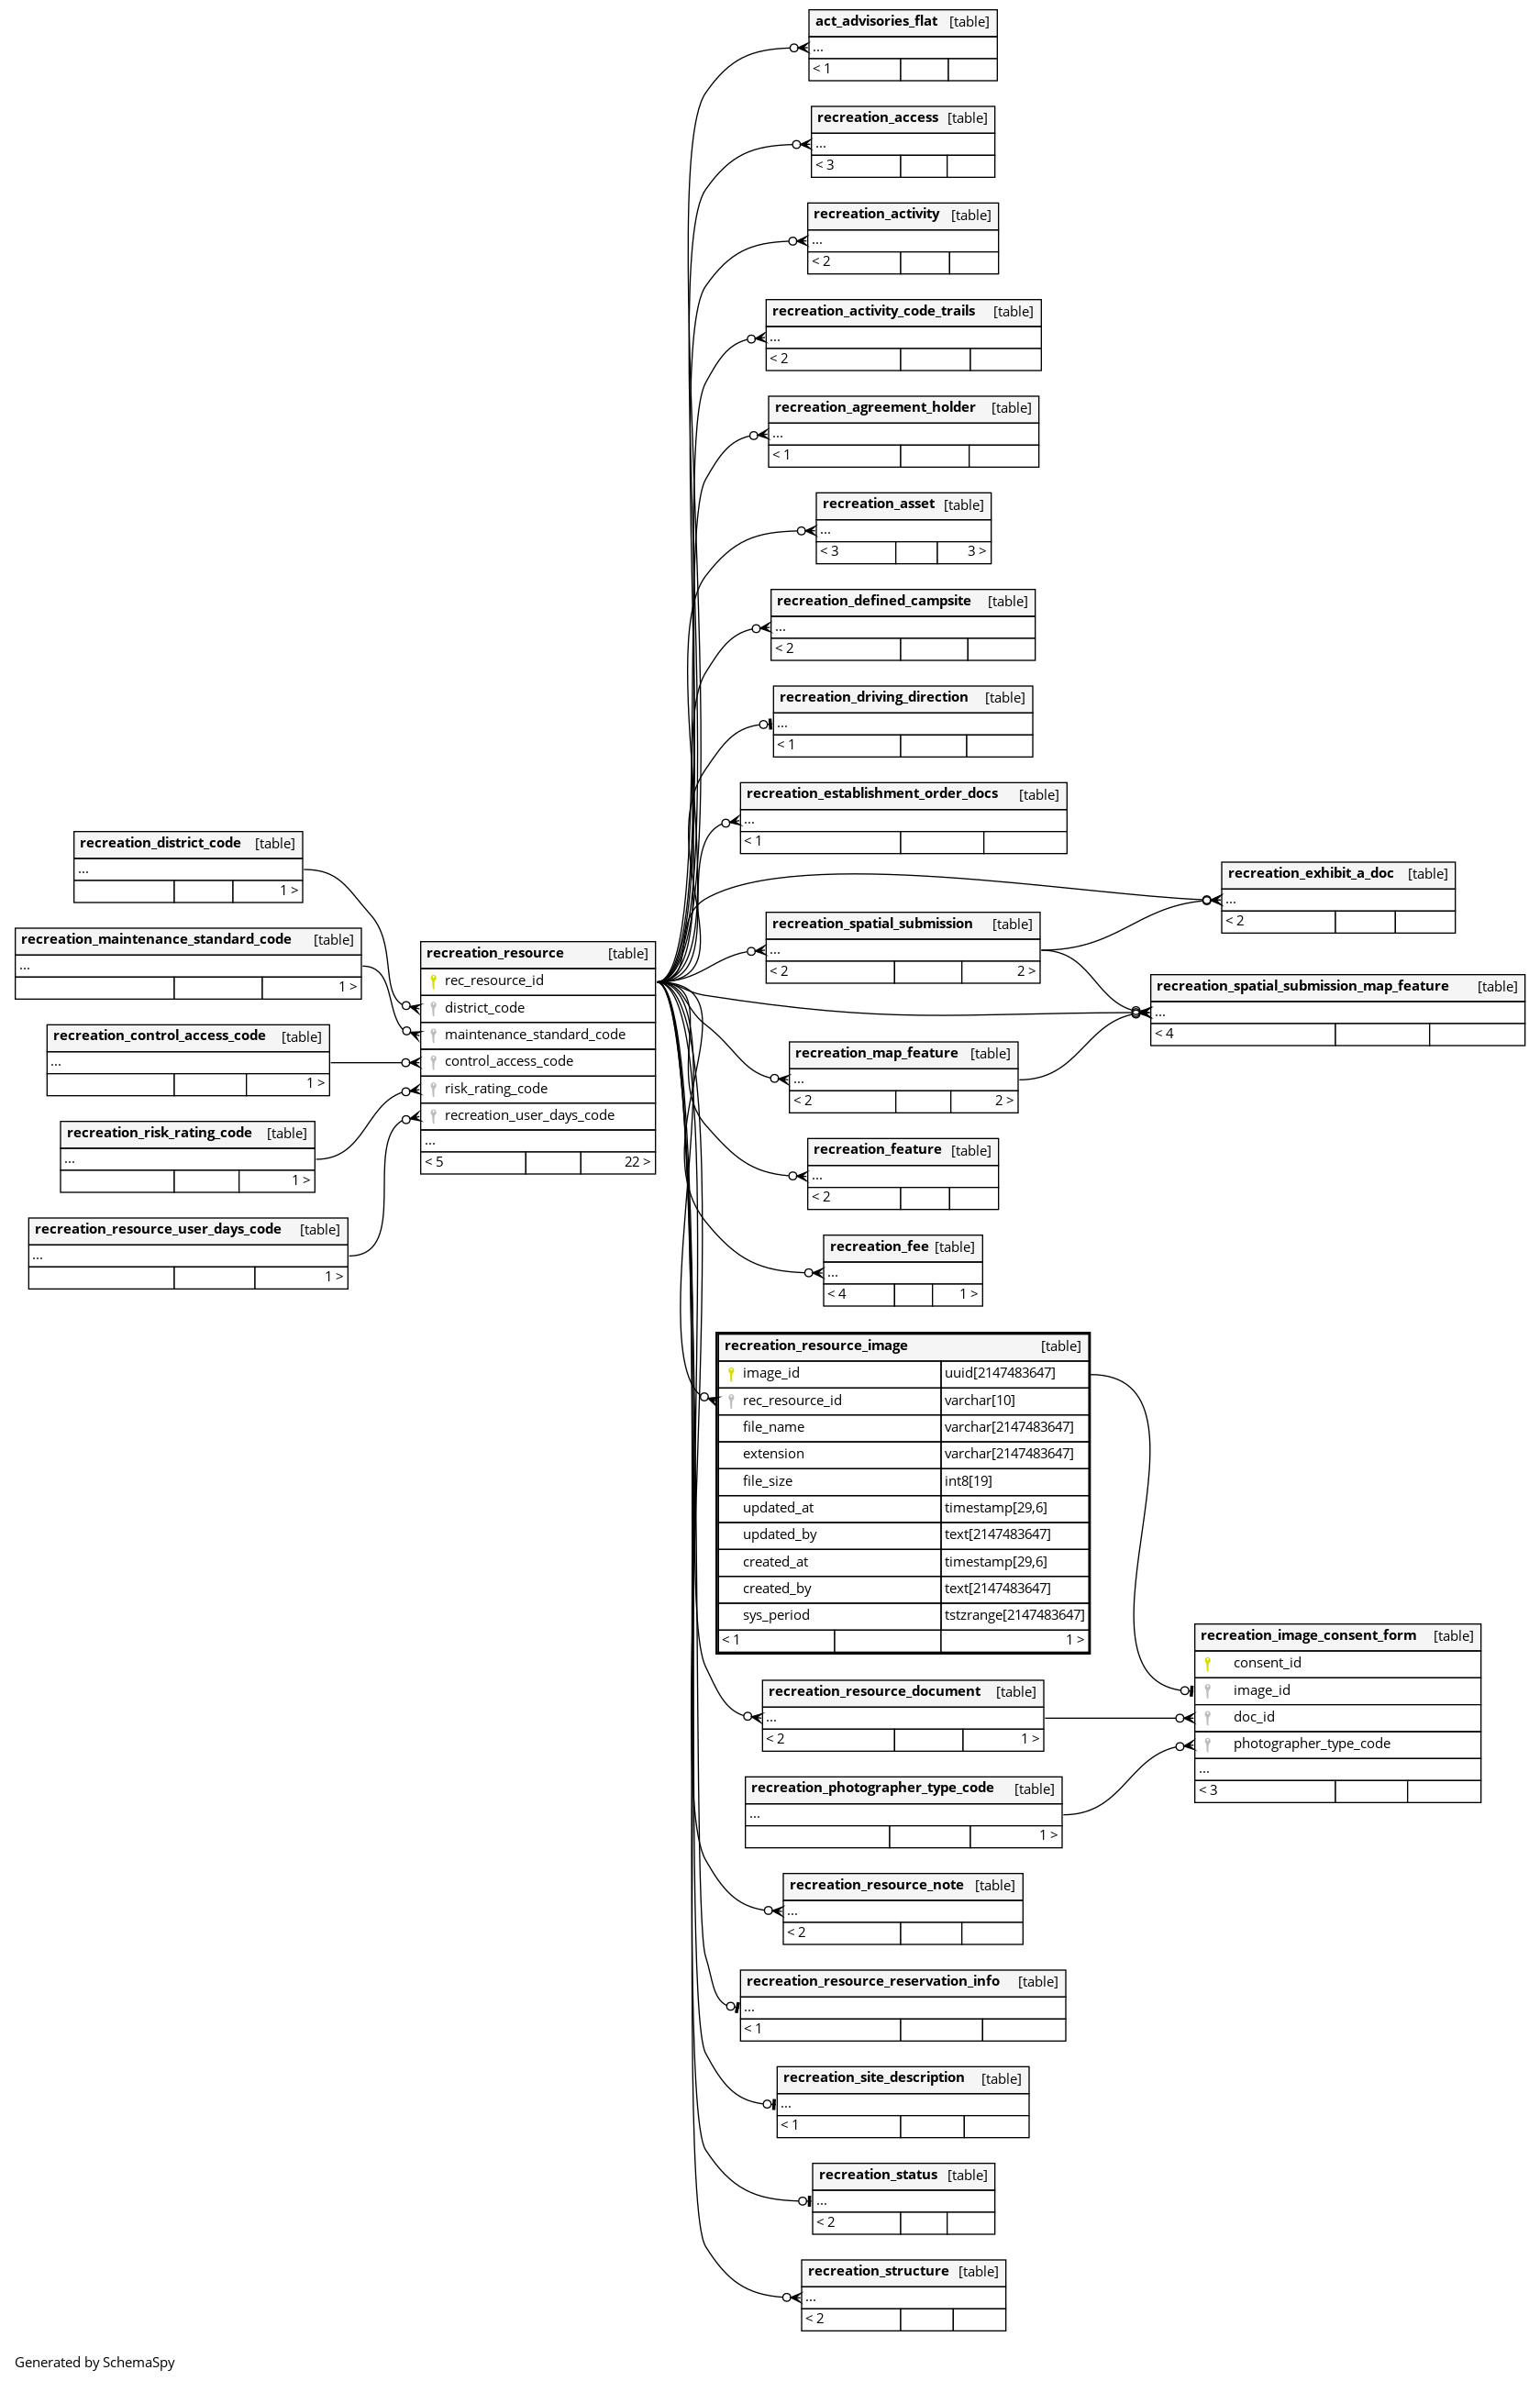 act_advisories_flat [table]
...
< 1
recreation_access [table]
...
< 3
recreation_activity [table]
...
< 2
recreation_activity_code_trails [table]
...
< 2
recreation_agreement_holder [table]
...
< 1
recreation_asset [table]
...
< 3 3 >
recreation_defined_campsite [table]
...
< 2
recreation_driving_direction [table]
...
< 1
recreation_establishment_order_docs [table]
...
< 1
recreation_district_code [table]
...
1 >
recreation_maintenance_standard_code [table]
...
1 >
recreation_control_access_code [table]
...
1 >
recreation_risk_rating_code [table]
...
1 >
recreation_resource_user_days_code [table]
...
1 >
recreation_resource [table]
rec_resource_id
district_code
maintenance_standard_code
control_access_code
risk_rating_code
recreation_user_days_code
...
< 5 22 >
recreation_exhibit_a_doc [table]
...
< 2
recreation_spatial_submission [table]
...
< 2 2 >
recreation_spatial_submission_map_feature [table]
...
< 4
recreation_map_feature [table]
...
< 2 2 >
recreation_feature [table]
...
< 2
recreation_fee [table]
...
< 4 1 >
recreation_resource_image [table]
image_id uuid[2147483647]
rec_resource_id varchar[10]
file_name varchar[2147483647]
extension varchar[2147483647]
file_size int8[19]
updated_at timestamp[29,6]
updated_by text[2147483647]
created_at timestamp[29,6]
created_by text[2147483647]
sys_period tstzrange[2147483647]
< 1 1 >
recreation_image_consent_form [table]
consent_id
image_id
doc_id
photographer_type_code
...
< 3
recreation_resource_document [table]
...
< 2 1 >
recreation_photographer_type_code [table]
...
1 >
recreation_resource_note [table]
...
< 2
recreation_resource_reservation_info [table]
...
< 1
recreation_site_description [table]
...
< 1
recreation_status [table]
...
< 2
recreation_structure [table]
...
< 2
Generated by SchemaSpy